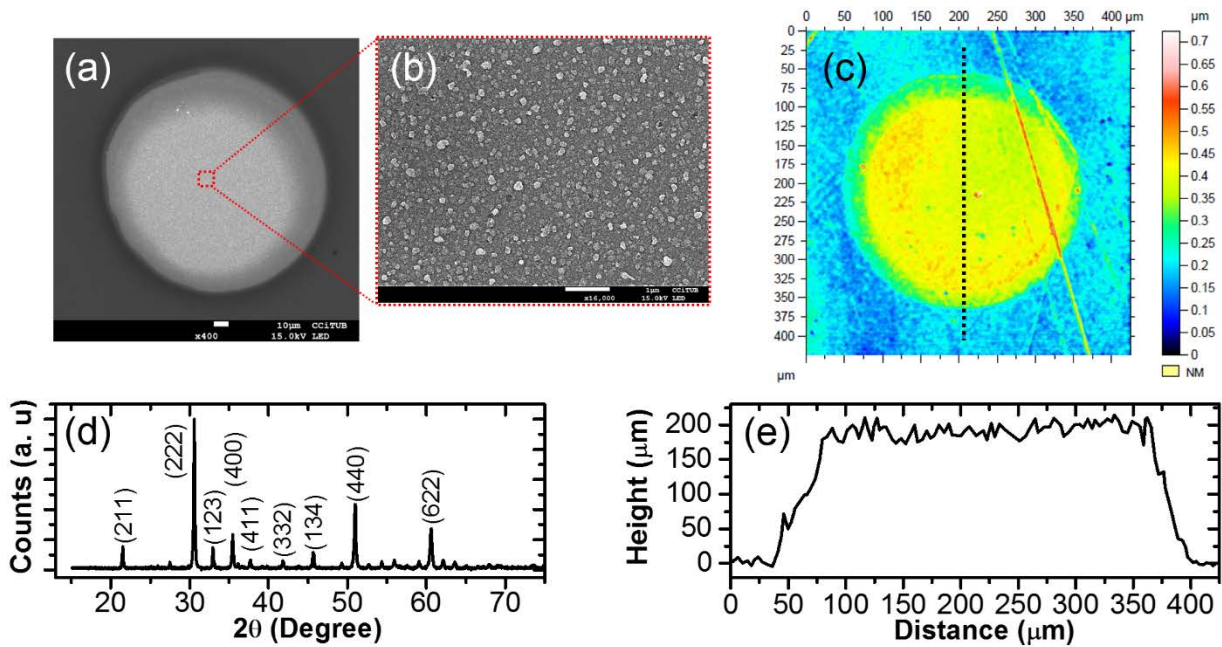 (a)
10μm CCiTUB
x400 15.0kV LED
(b)
1μm CCiTUB
x16,000 15.0kV LED
0 50 100 150 200 250 300 350 400 μm
0
25
50
75
100
125
150
175
200
225
250
275
300
325
350
375
400
μm
(c)
μm
0.7
0.65
0.6
0.55
0.5
0.45
0.4
0.35
0.3
0.25
0.2
0.15
0.1
0.05
0
NM
(d)
Counts (a. u)
(211)
(222)
(123)
(400)
(411)
(332)
(134)
(440)
(622)
20 30 40 50 60 70
2θ (Degree)
(e)
Height (μm)
200
150
100
50
0
0 50 100 150 200 250 300 350 400
Distance (μm)